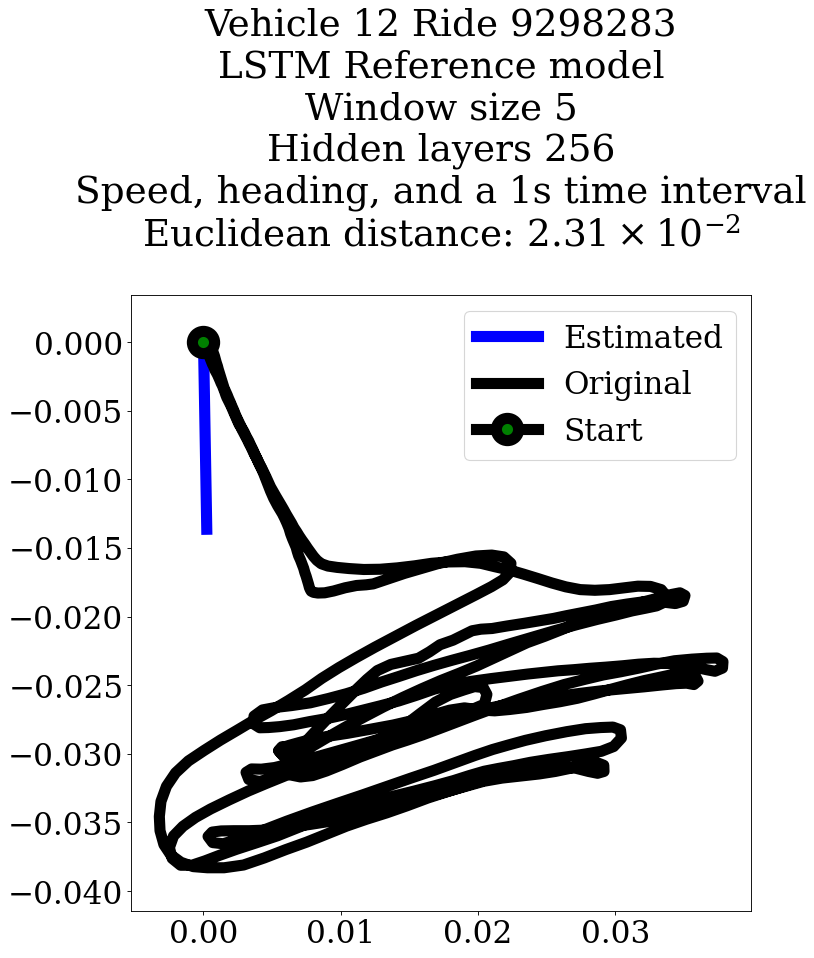 Vehicle 12 Ride 9298283
LSTM Reference model
Window size 5
Hidden layers 256
Speed, heading, and a 1s time interval
Euclidean distance: 2.31 × 10⁻²
Estimated
Original
Start
0.000
−0.005
−0.010
−0.015
−0.020
−0.025
−0.030
−0.035
−0.040
0.00 0.01 0.02 0.03